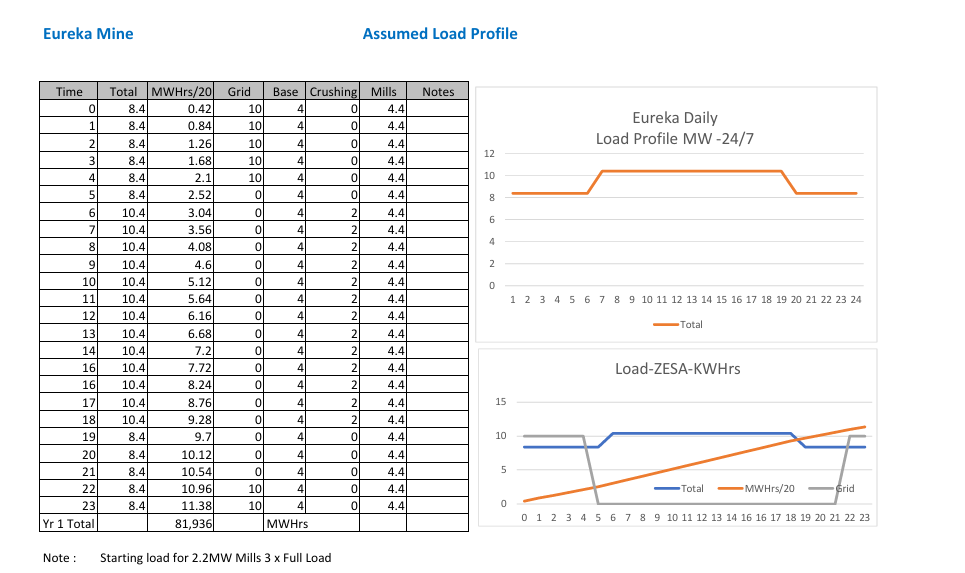 Eureka Mine Assumed Load Profile
Time Total MWHrs/20 Grid Base Crushing Mills Notes
0 8.4 0.42 10 4 0 4.4
1 8.4 0.84 10 4 0 4.4
2 8.4 1.26 10 4 0 4.4
3 8.4 1.68 10 4 0 4.4
4 8.4 2.1 10 4 0 4.4
5 8.4 2.52 0 4 0 4.4
6 10.4 3.04 0 4 2 4.4
7 10.4 3.56 0 4 2 4.4
8 10.4 4.08 0 4 2 4.4
9 10.4 4.6 0 4 2 4.4
10 10.4 5.12 0 4 2 4.4
11 10.4 5.64 0 4 2 4.4
12 10.4 6.16 0 4 2 4.4
13 10.4 6.68 0 4 2 4.4
14 10.4 7.2 0 4 2 4.4
16 10.4 7.72 0 4 2 4.4
16 10.4 8.24 0 4 2 4.4
17 10.4 8.76 0 4 2 4.4
18 10.4 9.28 0 4 2 4.4
19 8.4 9.7 0 4 0 4.4
20 8.4 10.12 0 4 0 4.4
21 8.4 10.54 0 4 0 4.4
22 8.4 10.96 10 4 0 4.4
23 8.4 11.38 10 4 0 4.4
Yr 1 Total 81,936 MWHrs
Note : Starting load for 2.2MW Mills 3 x Full Load
Eureka Daily
Load Profile MW -24/7
12
10
8
6
4
2
0
1 2 3 4 5 6 7 8 9 10 11 12 13 14 15 16 17 18 19 20 21 22 23 24
Total
Load-ZESA-KWHrs
15
10
5
0
Total MWHrs/20 Grid
0 1 2 3 4 5 6 7 8 9 10 11 12 13 14 15 16 17 18 19 20 21 22 23